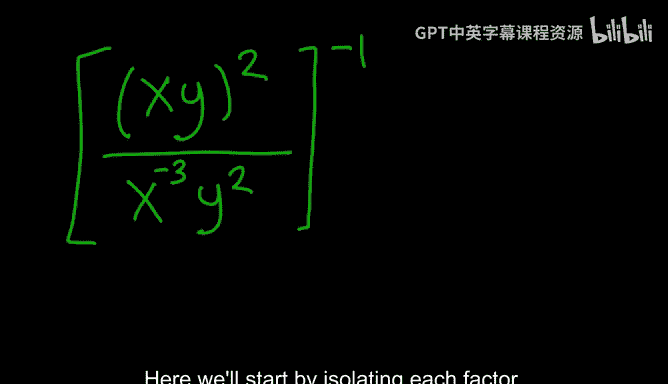 GPT中英字幕课程资源 bilibili
[(xy)^2 / x^{-3} y^2]^{-1}
Here we'll start by isolating each factor